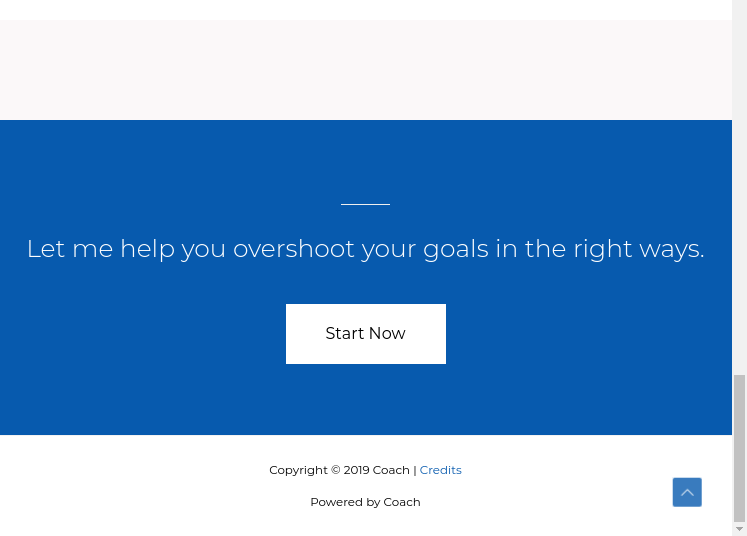 Let me help you overshoot your goals in the right ways.
Start Now
Copyright © 2019 Coach | Credits
Powered by Coach